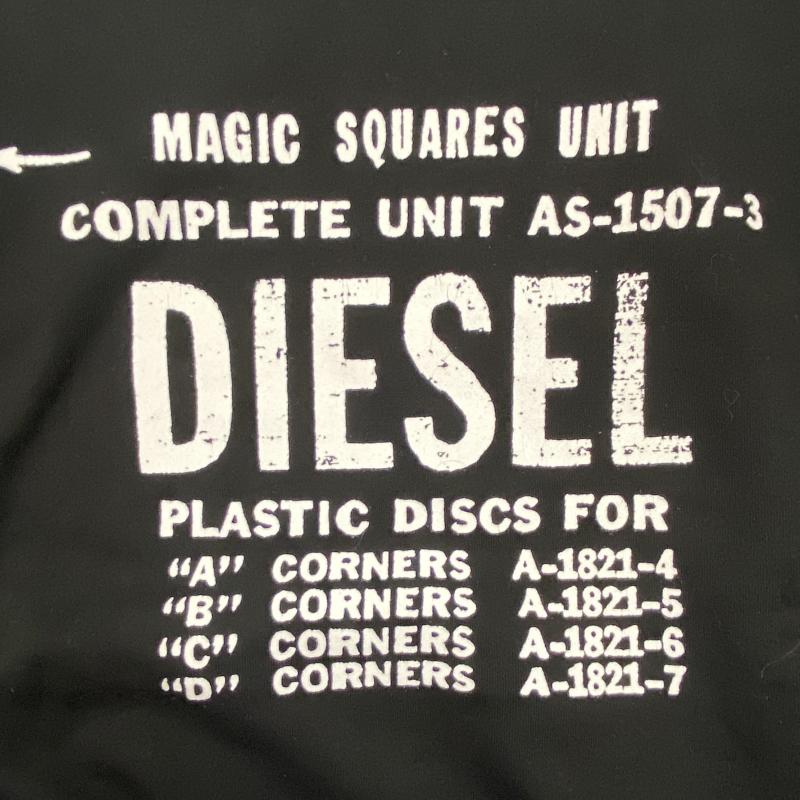 MAGIC SQUARES UNIT
COMPLETE UNIT AS-1507-3
DIESEL
PLASTIC DISCS FOR
"A" CORNERS A-1821-4
"B" CORNERS A-1821-5
"C" CORNERS A-1821-6
"D" CORNERS A-1821-7